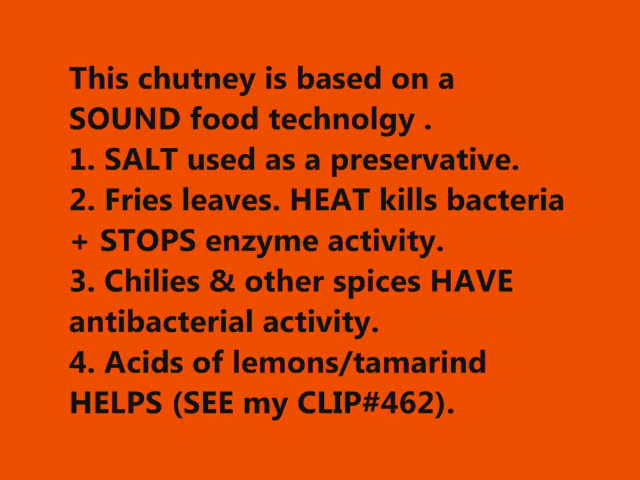 This chutney is based on a
SOUND food technolgy .
1. SALT used as a preservative.
2. Fries leaves. HEAT kills bacteria
+ STOPS enzyme activity.
3. Chilies & other spices HAVE
antibacterial activity.
4. Acids of lemons/tamarind
HELPS (SEE my CLIP#462).